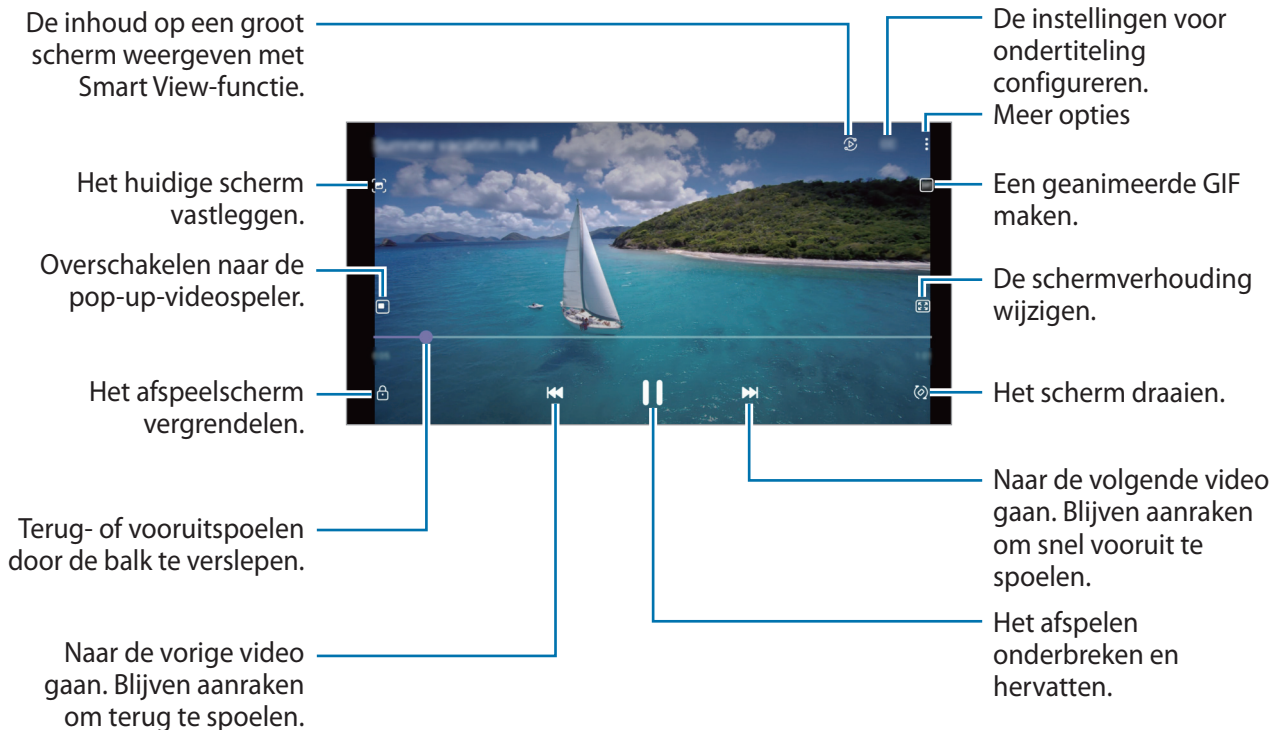 De inhoud op een groot
scherm weergeven met
Smart View-functie.
De instellingen voor
ondertiteling
configureren.
Meer opties
Het huidige scherm
vastleggen.
Een geanimeerde GIF
maken.
Overschakelen naar de
pop-up-videospeler.
De schermverhouding
wijzigen.
Het afspeelscherm
vergrendelen.
Het scherm draaien.
Terug- of vooruitspoelen
door de balk te verslepen.
Naar de volgende video
gaan. Blijven aanraken
om snel vooruit te
spoelen.
Naar de vorige video
gaan. Blijven aanraken
om terug te spoelen.
Het afspelen
onderbreken en
hervatten.